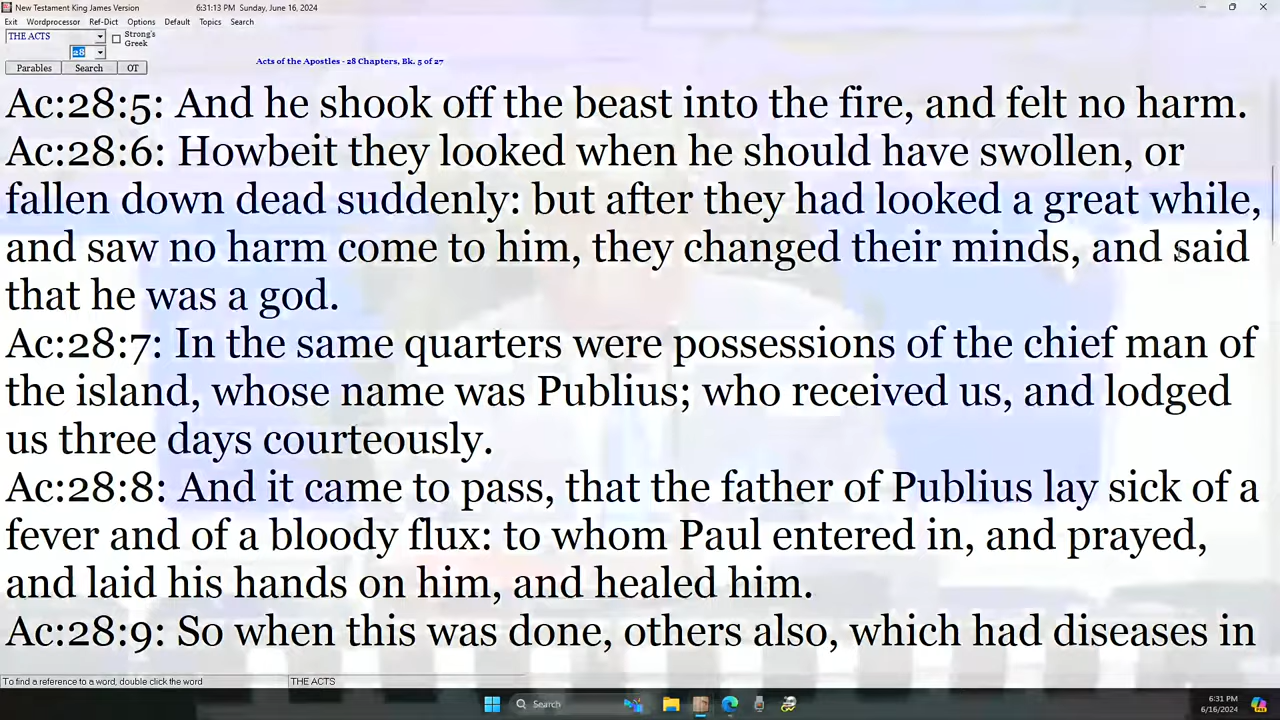 New Testament King James Version 6:31:13 PM Sunday, June 16, 2024
Exit Wordprocessor Ref-Dict Options Default Topics Search
THE ACTS
Strong's
Greek
28
Acts of the Apostles - 28 Chapters, Bk. 5 of 27
Parables Search OT
Ac:28:5: And he shook off the beast into the fire, and felt no harm.
Ac:28:6: Howbeit they looked when he should have swollen, or
fallen down dead suddenly: but after they had looked a great while,
and saw no harm come to him, they changed their minds, and said
that he was a god.
Ac:28:7: In the same quarters were possessions of the chief man of
the island, whose name was Publius; who received us, and lodged
us three days courteously.
Ac:28:8: And it came to pass, that the father of Publius lay sick of a
fever and of a bloody flux: to whom Paul entered in, and prayed,
and laid his hands on him, and healed him.
Ac:28:9: So when this was done, others also, which had diseases in
To find a reference to a word, double click the word THE ACTS
Search
6:31 PM
6/16/2024